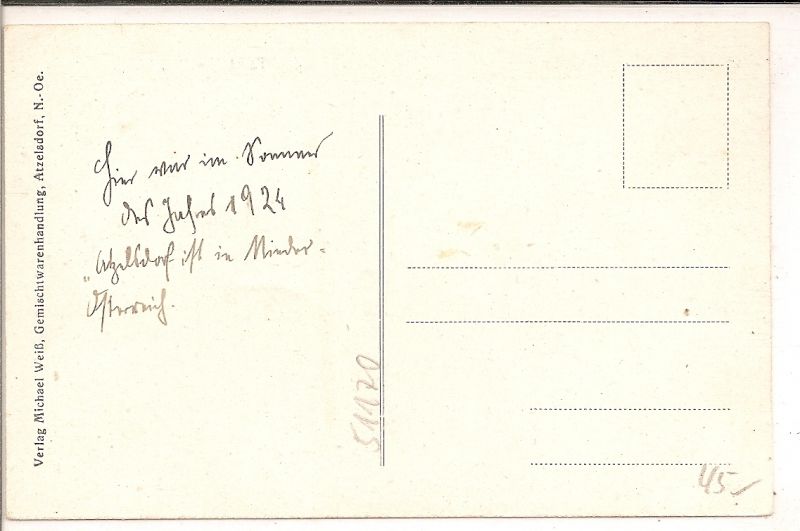 Verlag Michael Weiß, Gemischtwarenhandlung, Atzelsdorf, N.-Oe.
Hier war im Sommer
des Jahres 1924
"Atzelsdorf ist in Nieder-
Österreich.
51170
45